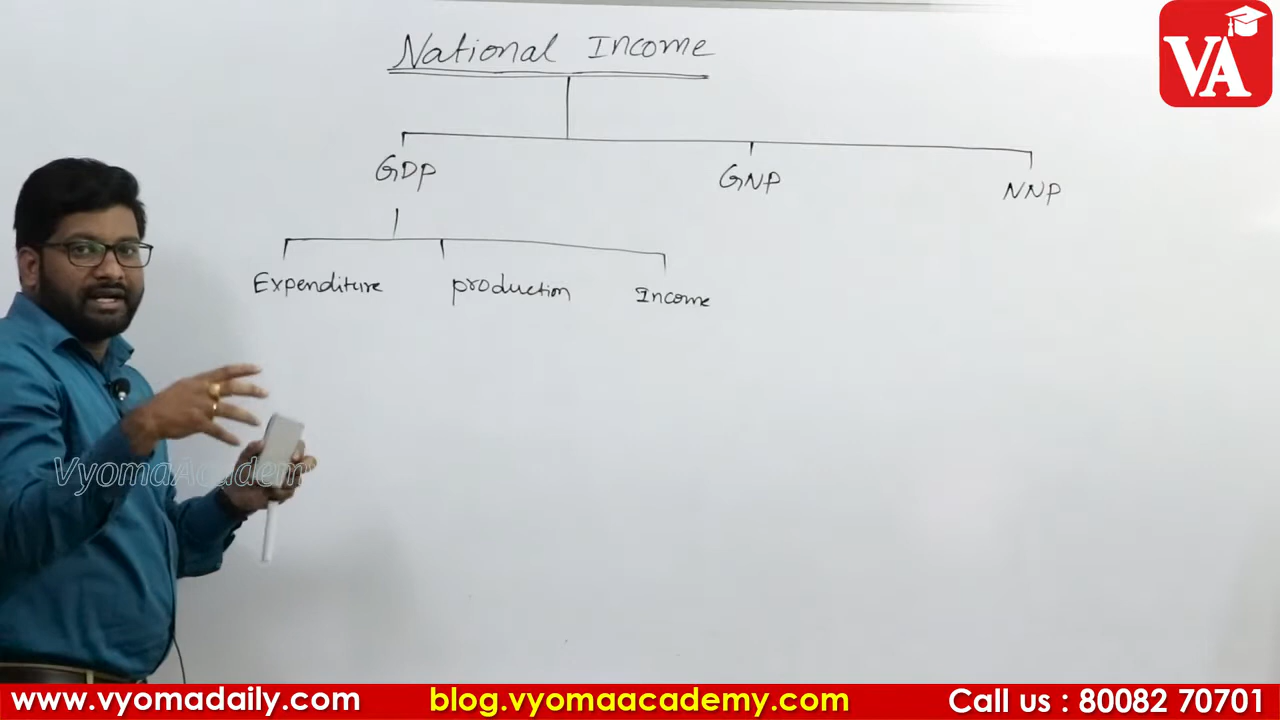 National Income
VA
GDP
GNP
NNP
Expenditure production Income
VyomaAcadem
www.vyomadaily.com blog.vyomaacademy.com Call us : 80082 70701